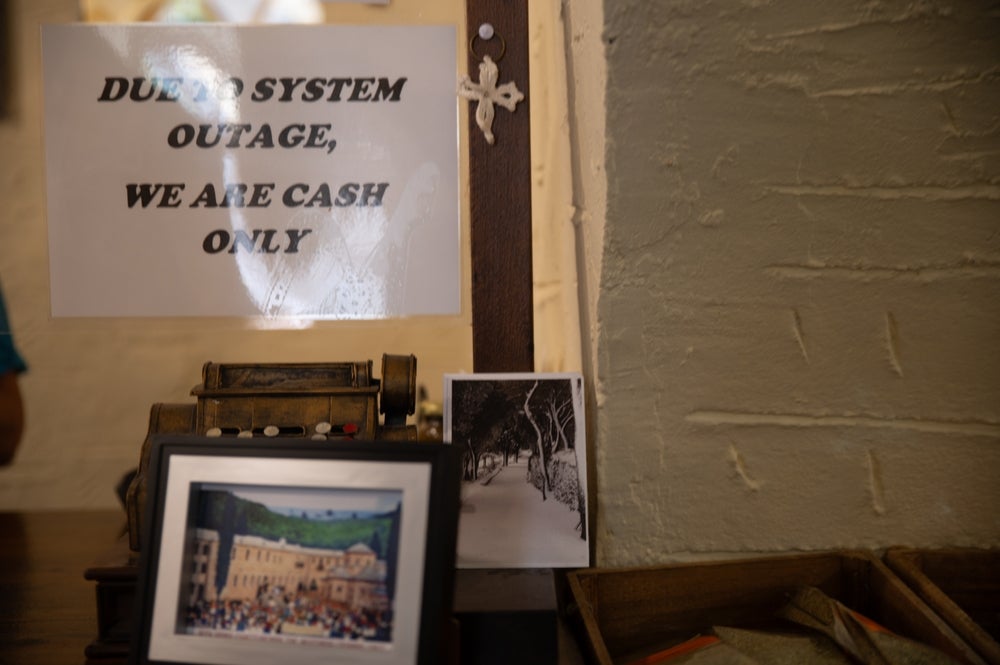 DUE TO SYSTEM
OUTAGE,
WE ARE CASH
ONLY